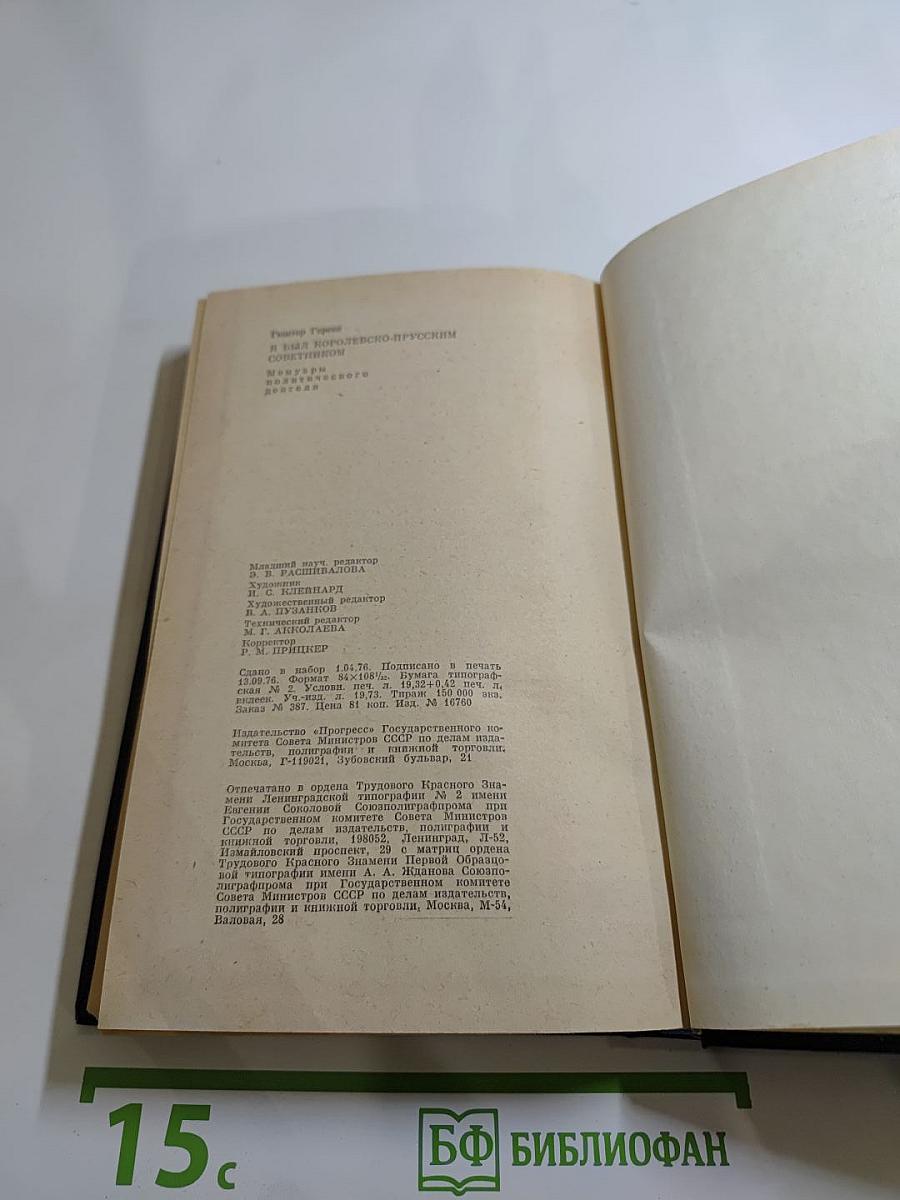 Гюнтер Гереке
Я БЫЛ КОРОЛЕВСКО-ПРУССКИМ
СОВЕТНИКОМ
Мемуары
политического
деятеля
Младший науч. редактор
Э. В. РАСШИВАЛОВА
Художник
И. С. КЛЕЙНАРД
Художественный редактор
В. А. ПУЗАНКОВ
Технический редактор
М. Г. АККОЛАЕВА
Корректор
Р. М. ПРИЦКЕР
Сдано в набор 1.04.76. Подписано в печать
13.09.76. Формат 84×108¹/₃₂. Бумага типограф-
ская № 2. Условн. печ. л. 19,32+0,42 печ. л.
вклеек. Уч.-изд. л. 19,73. Тираж 150 000 экз.
Заказ № 387. Цена 81 коп. Изд. № 16760
Издательство «Прогресс» Государственного ко-
митета Совета Министров СССР по делам изда-
тельств, полиграфии и книжной торговли.
Москва, Г-119021, Зубовский бульвар, 21
Отпечатано в ордена Трудового Красного Зна-
мени Ленинградской типографии № 2 имени
Евгении Соколовой Союзполиграфпрома при
Государственном комитете Совета Министров
СССР по делам издательств, полиграфии и
книжной торговли, 198052, Ленинград, Л-52,
Измайловский проспект, 29 с матриц ордена
Трудового Красного Знамени Первой Образцо-
вой типографии имени А. А. Жданова Союзпо-
лиграфпрома при Государственном комитете
Совета Министров СССР по делам издательств,
полиграфии и книжной торговли, Москва, М-54,
Валовая, 28
15 с
БФ БИБЛИОФАН